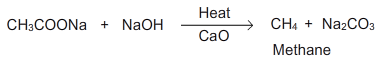 Heat
CH₃COONa + NaOH ⟶ CH₄ + Na₂CO₃
CaO
Methane